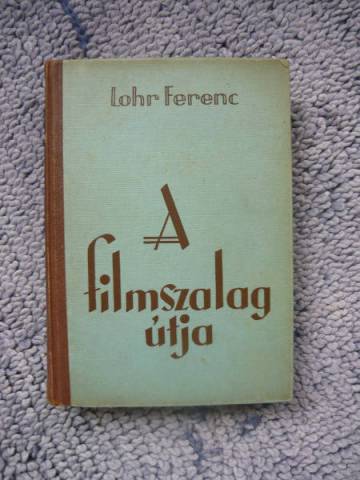 Lohr Ferenc
A
filmszalag
útja